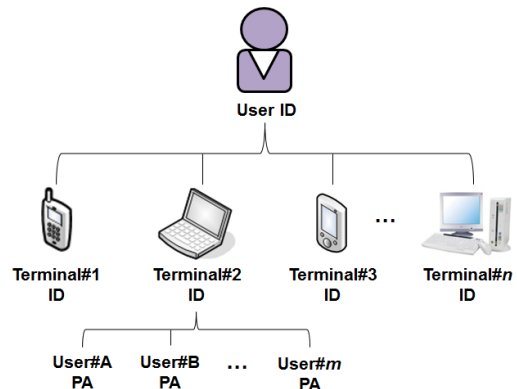 User ID
Terminal#1 Terminal#2 Terminal#3 ... Terminal#n
ID ID ID ID
User#A User#B ... User#m
PA PA PA